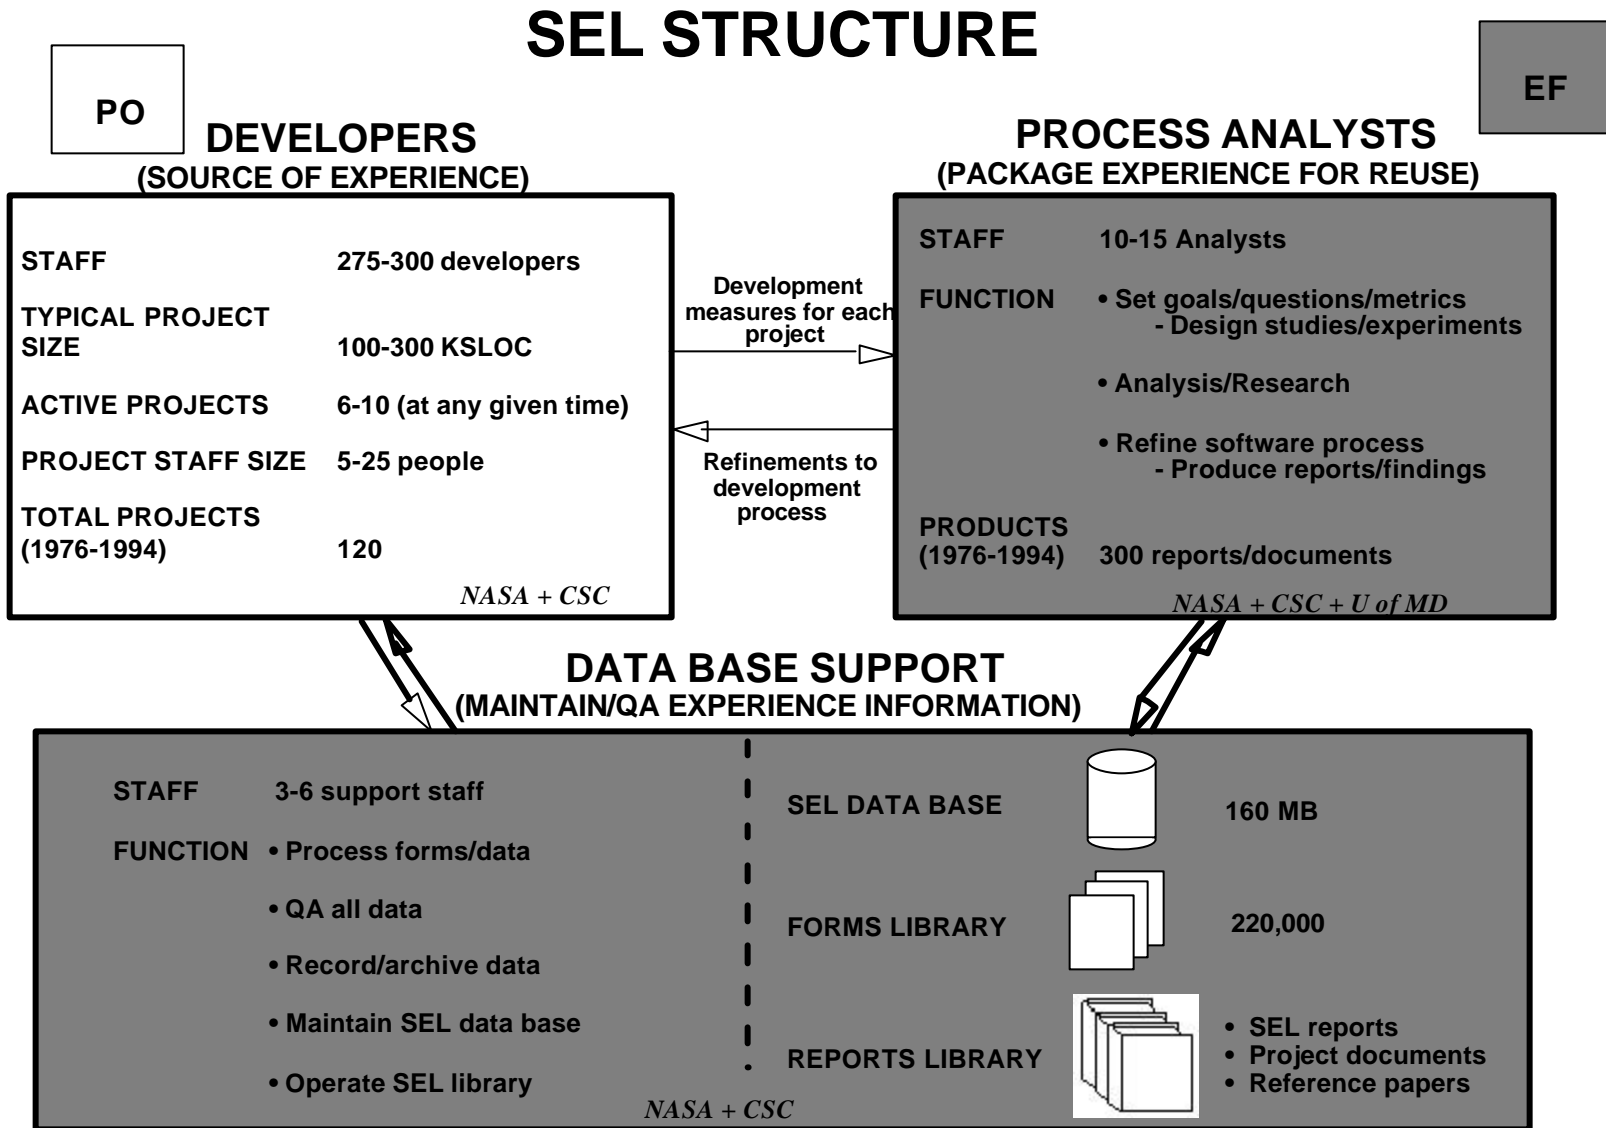 SEL STRUCTURE
PO
EF
DEVELOPERS
(SOURCE OF EXPERIENCE)
STAFF 275-300 developers
TYPICAL PROJECT
SIZE 100-300 KSLOC
ACTIVE PROJECTS 6-10 (at any given time)
PROJECT STAFF SIZE 5-25 people
TOTAL PROJECTS
(1976-1994) 120
NASA + CSC
Development
measures for each
project
Refinements to
development
process
PROCESS ANALYSTS
(PACKAGE EXPERIENCE FOR REUSE)
STAFF 10-15 Analysts
FUNCTION • Set goals/questions/metrics
- Design studies/experiments
• Analysis/Research
• Refine software process
- Produce reports/findings
PRODUCTS
(1976-1994) 300 reports/documents
NASA + CSC + U of MD
DATA BASE SUPPORT
(MAINTAIN/QA EXPERIENCE INFORMATION)
STAFF 3-6 support staff
FUNCTION • Process forms/data
• QA all data
• Record/archive data
• Maintain SEL data base
• Operate SEL library
NASA + CSC
SEL DATA BASE 160 MB
FORMS LIBRARY 220,000
REPORTS LIBRARY
• SEL reports
• Project documents
• Reference papers